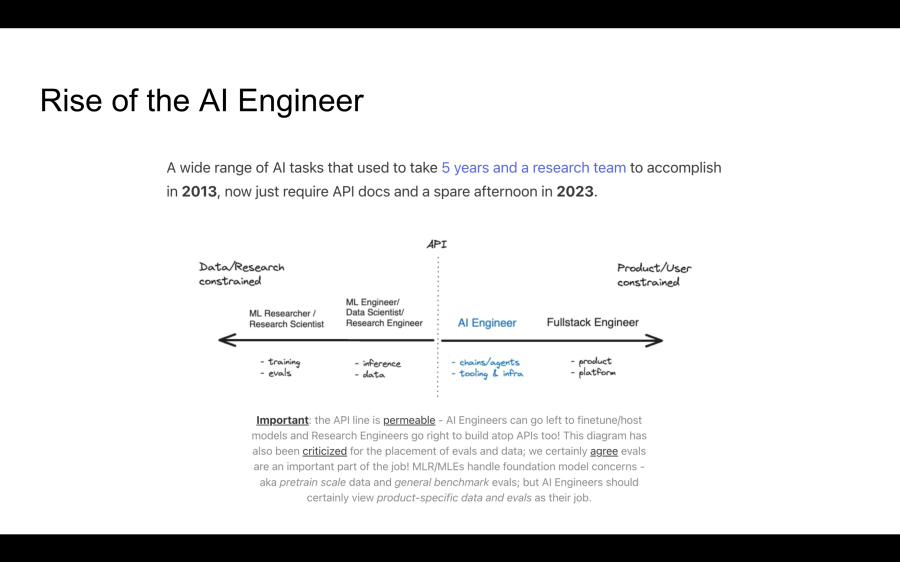 Rise of the AI Engineer
A wide range of AI tasks that used to take 5 years and a research team to accomplish
in 2013, now just require API docs and a spare afternoon in 2023.
API
Data/Research
constrained
Product/User
constrained
ML Researcher /
Research Scientist
ML Engineer/
Data Scientist/
Research Engineer
AI Engineer
Fullstack Engineer
- training
- evals
- inference
- data
- chains/agents
- tooling & infra
- product
- platform
Important: the API line is permeable - AI Engineers can go left to finetune/host
models and Research Engineers go right to build atop APIs too! This diagram has
also been criticized for the placement of evals and data; we certainly agree evals
are an important part of the job! MLR/MLEs handle foundation model concerns -
aka pretrain scale data and general benchmark evals; but AI Engineers should
certainly view product-specific data and evals as their job.